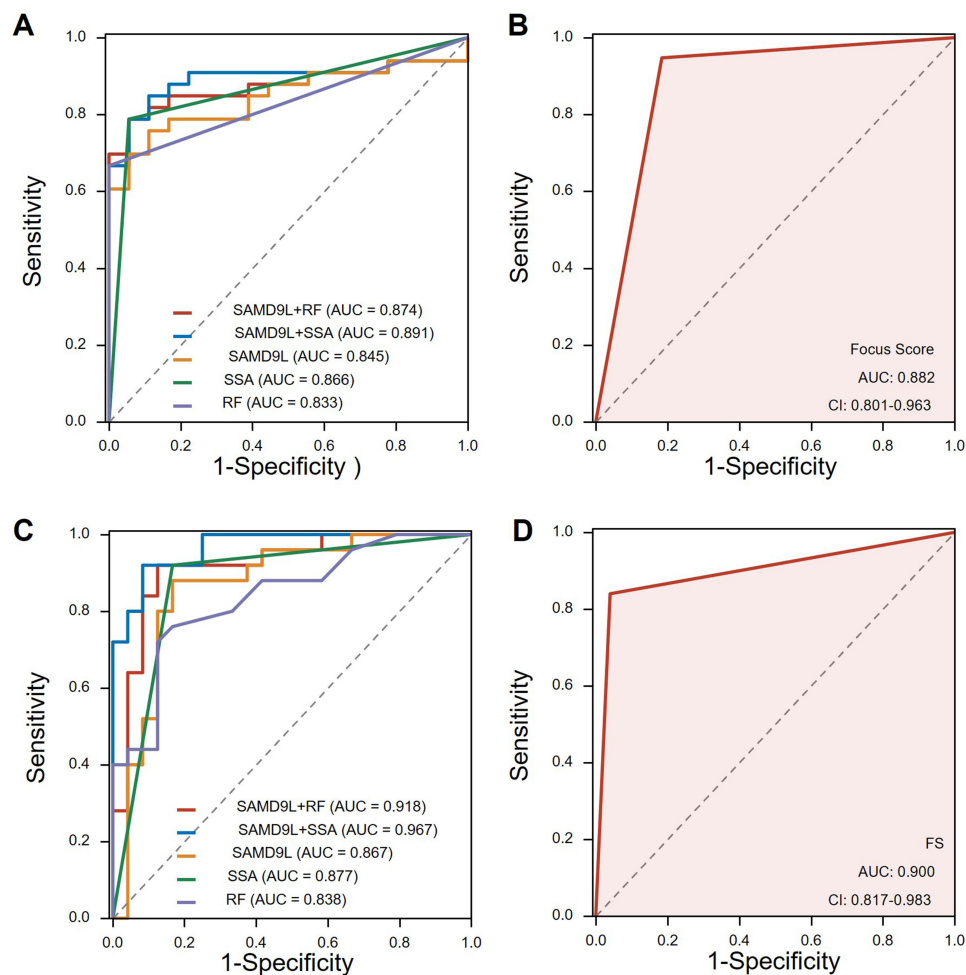 A
1.0
0.8
0.6
0.4
0.2
0.0
Sensitivity
SAMD9L+RF (AUC = 0.874)
SAMD9L+SSA (AUC = 0.891)
SAMD9L (AUC = 0.845)
SSA (AUC = 0.866)
RF (AUC = 0.833)
0.0 0.2 0.4 0.6 0.8 1.0
1-Specificity )
B
1.0
0.8
0.6
0.4
0.2
0.0
Sensitivity
Focus Score
AUC: 0.882
CI: 0.801-0.963
0.0 0.2 0.4 0.6 0.8 1.0
1-Specificity
C
1.0
0.8
0.6
0.4
0.2
0.0
Sensitivity
SAMD9L+RF (AUC = 0.918)
SAMD9L+SSA (AUC = 0.967)
SAMD9L (AUC = 0.867)
SSA (AUC = 0.877)
RF (AUC = 0.838)
0.0 0.2 0.4 0.6 0.8 1.0
1-Specificity
D
1.0
0.8
0.6
0.4
0.2
0.0
Sensitivity
FS
AUC: 0.900
CI: 0.817-0.983
0.0 0.2 0.4 0.6 0.8 1.0
1-Specificity